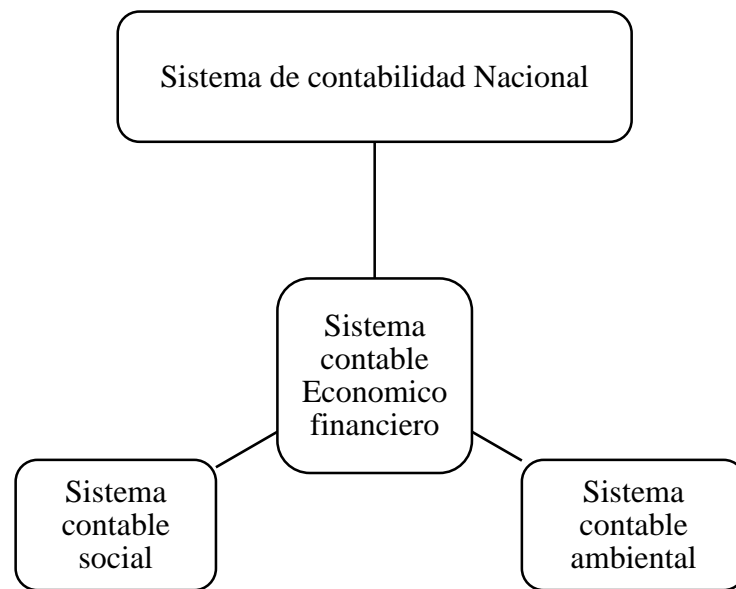 Sistema de contabilidad Nacional
Sistema
contable
Economico
financiero
Sistema
contable
social
Sistema
contable
ambiental